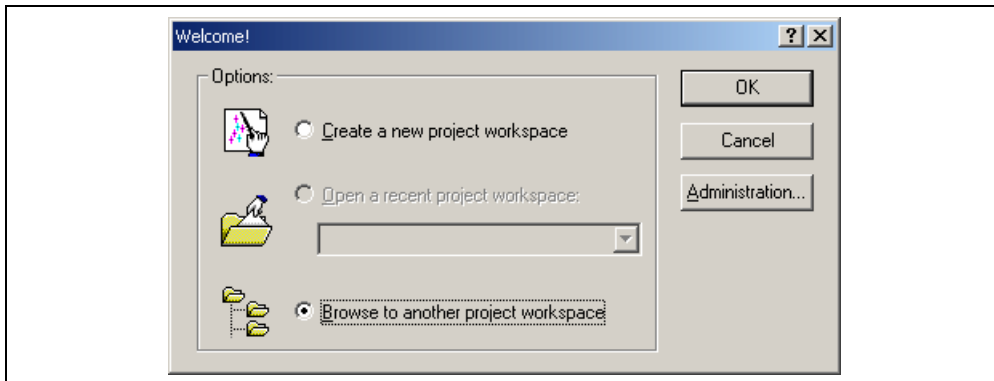 Welcome!
Options:
Create a new project workspace
Open a recent project workspace:
Browse to another project workspace
OK
Cancel
Administration...